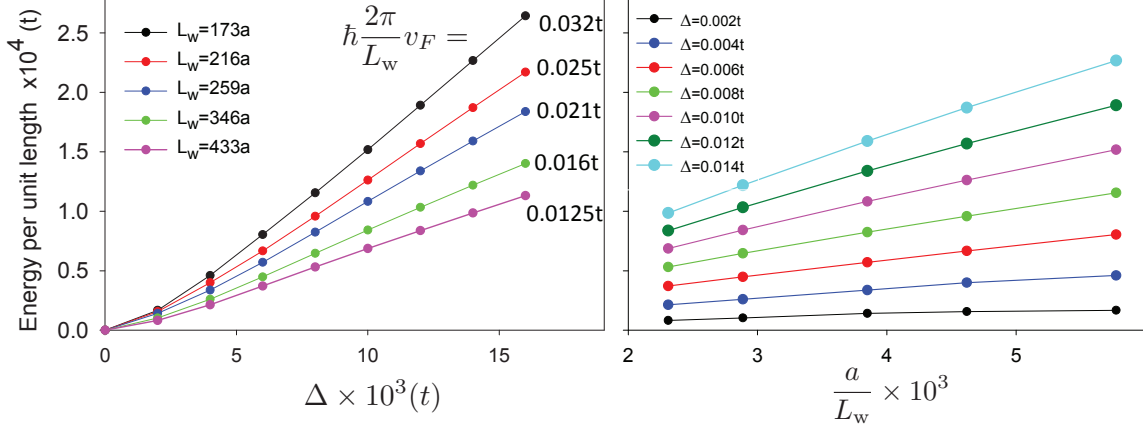 Energy per unit length x10⁴ (t)
2.5
2.0
1.5
1.0
0.5
0.0
L_w=173a
L_w=216a
L_w=259a
L_w=346a
L_w=433a
ℏ 2π/L_w v_F =
0.032t
0.025t
0.021t
0.016t
0.0125t
0 5 10 15
Δ × 10³(t)
Δ=0.002t
Δ=0.004t
Δ=0.006t
Δ=0.008t
Δ=0.010t
Δ=0.012t
Δ=0.014t
2 3 4 5
a/L_w × 10³